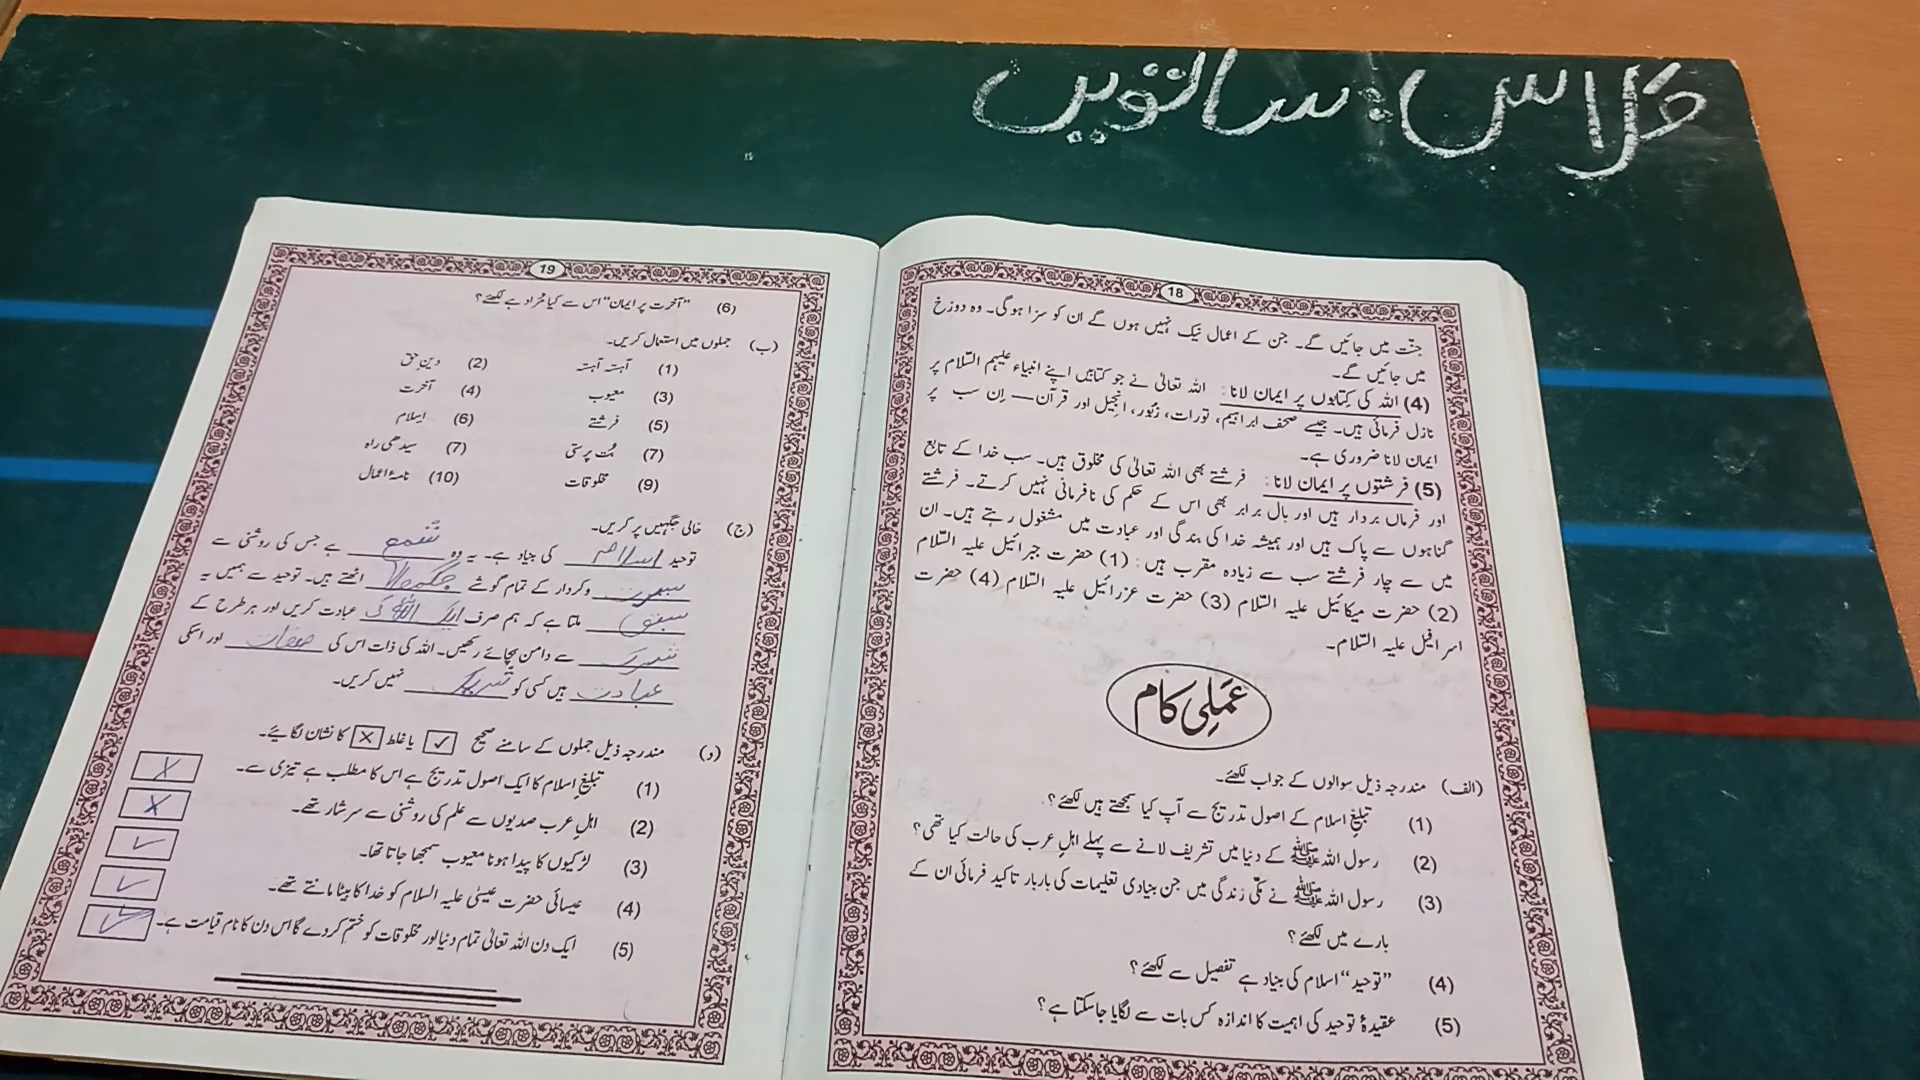 کلاس: ساتویں
18
جنّت میں جائیں گے۔ جن کے اعمال نیک نہیں ہوں گے ان کو سزا ہوگی۔ وہ دوزخ
میں جائیں گے۔
(4) اللہ کی کِتابوں پر ایمان لانا : اللہ تعالیٰ نے جو کتابیں اپنے انبیاء علیہم السّلام پر
نازل فرمائی ہیں۔ جیسے صحف ابراہیم، تورات، زبُور، انجیل اور قرآن — اِن سب پر
ایمان لانا ضروری ہے۔
(5) فرشتوں پر ایمان لانا : فرشتے بھی اللہ تعالیٰ کی مخلوق ہیں۔ سب خدا کے تابع
اور فرماں بردار ہیں اور بال برابر بھی اس کے حکم کی نافرمانی نہیں کرتے۔ فرشتے
گناہوں سے پاک ہیں اور ہمیشہ خدا کی بندگی اور عبادت میں مشغول رہتے ہیں۔ ان
میں سے چار فرشتے سب سے زیادہ مقرب ہیں : (1) حضرت جبرائیل علیہ السّلام
(2) حضرت میکائیل علیہ السّلام (3) حضرت عزرائیل علیہ السّلام (4) حضرت
اسرافیل علیہ السّلام۔
عَمَلِی کام
(الف) مندرجہ ذیل سوالوں کے جواب لکھئے۔
(1) تبلیغِ اسلام کے اصول تدریج سے آپ کیا سمجھتے ہیں لکھئے؟
(2) رسول اللہ ﷺ کے دنیا میں تشریف لانے سے پہلے اہلِ عرب کی حالت کیا تھی؟
(3) رسول اللہ ﷺ نے مکّی زندگی میں جن بنیادی تعلیمات کی باربار تاکید فرمائی ان کے
بارے میں لکھئے؟
(4) ”توحید“ اسلام کی بنیاد ہے تفصیل سے لکھئے؟
(5) عقیدۂ توحید کی اہمیت کا اندازہ کس بات سے لگایا جاسکتا ہے؟
19
(6) ”آخرت پر ایمان“ اس سے کیا مُراد ہے لکھئے؟
(ب) جملوں میں استعمال کریں۔
(1) آہستہ آہستہ (2) دینِ حق
(3) معیوب (4) آخرت
(5) فرشتے (6) اسلام
(7) بُت پرستی (7) سیدھی راہ
(9) مخلوقات (10) نامۂ اعمال
(ج) خالی جگہیں پر کریں۔
توحید اسلام کی بنیاد ہے۔ یہ وہ شمع ہے جس کی روشنی سے
سیرت وکردار کے تمام گوشے جگمگا اٹھتے ہیں۔ توحید سے ہمیں یہ
سبق ملتا ہے کہ ہم صرف ایک اللہ کی عبادت کریں اور ہر طرح کے
شرک سے دامن بچائے رکھیں۔ اللہ کی ذات اس کی صفات اور اسکی
عبادت میں کسی کو شریک نہیں کریں۔
(د) مندرجہ ذیل جملوں کے سامنے صحیح ✓ یا غلط × کا نشان لگائیے۔
(1) تبلیغِ اسلام کا ایک اصول تدریج ہے اس کا مطلب ہے تیزی سے۔ ×
(2) اہلِ عرب صدیوں سے علم کی روشنی سے سرشار تھے۔ ×
(3) لڑکیوں کا پیدا ہونا معیوب سمجھا جاتا تھا۔ ✓
(4) عیسائی حضرت عیسیٰ علیہ السلام کو خدا کا بیٹا مانتے تھے۔ ✓
(5) ایک دن اللہ تعالیٰ تمام دنیا اور مخلوقات کو ختم کردے گا اس دن کا نام قیامت ہے۔ ✓